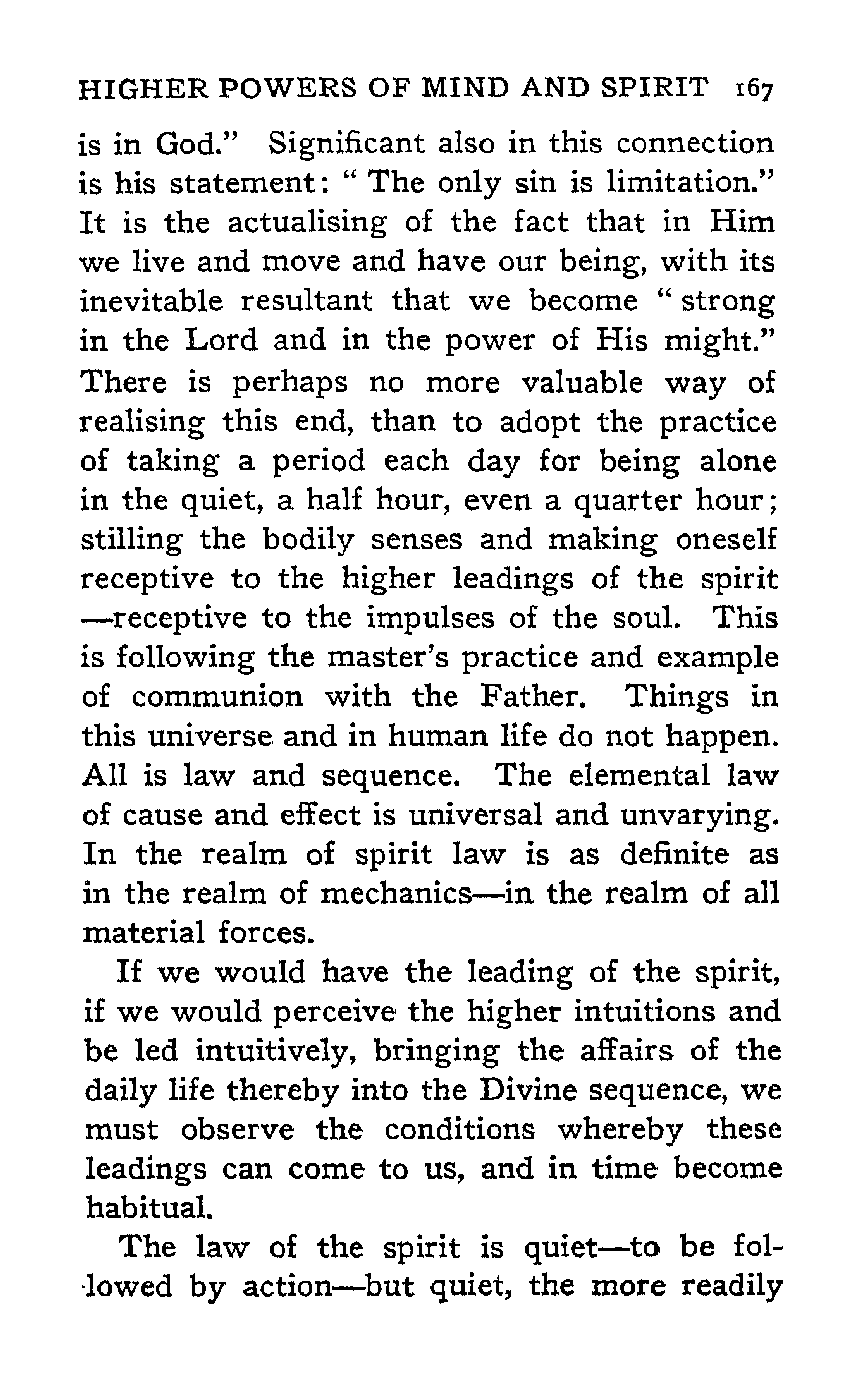 HIGHER POWERS OF MIND AND SPIRIT 167
is in God.” Significant also in this connection
is his statement: “ The only sin is limitation.”
It is the actualising of the fact that in Him
we live and move and have our being, with its
inevitable resultant that we become “ strong
in the Lord and in the power of His might.”
There is perhaps no more valuable way of
realising this end, than to adopt the practice
of taking a period each day for being alone
in the quiet, a half hour, even a quarter hour;
stilling the bodily senses and making oneself
receptive to the higher leadings of the spirit
—receptive to the impulses of the soul. This
is following the master’s practice and example
of communion with the Father. Things in
this universe and in human life do not happen.
All is law and sequence. The elemental law
of cause and effect is universal and unvarying.
In the realm of spirit law is as definite as
in the realm of mechanics—in the realm of all
material forces.
If we would have the leading of the spirit,
if we would perceive the higher intuitions and
be led intuitively, bringing the affairs of the
daily life thereby into the Divine sequence, we
must observe the conditions whereby these
leadings can come to us, and in time become
habitual.
The law of the spirit is quiet—to be fol-
lowed by action—but quiet, the more readily